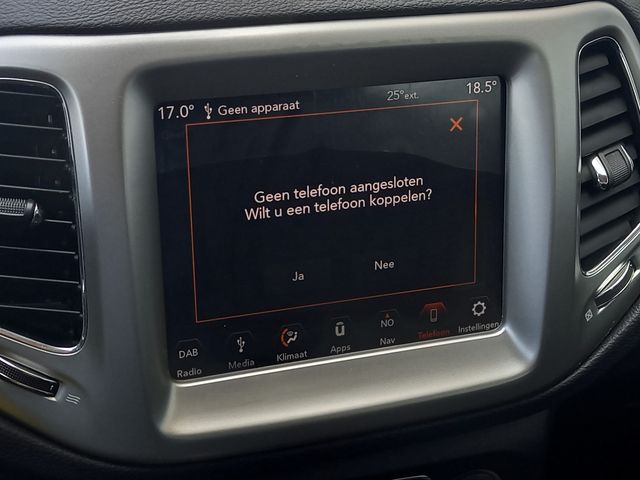 17.0° Geen apparaat 25°ext. 18.5°
Geen telefoon aangesloten
Wilt u een telefoon koppelen?
Ja Nee
NO
DAB
Radio Media Klimaat Apps Nav Telefoon Instellingen